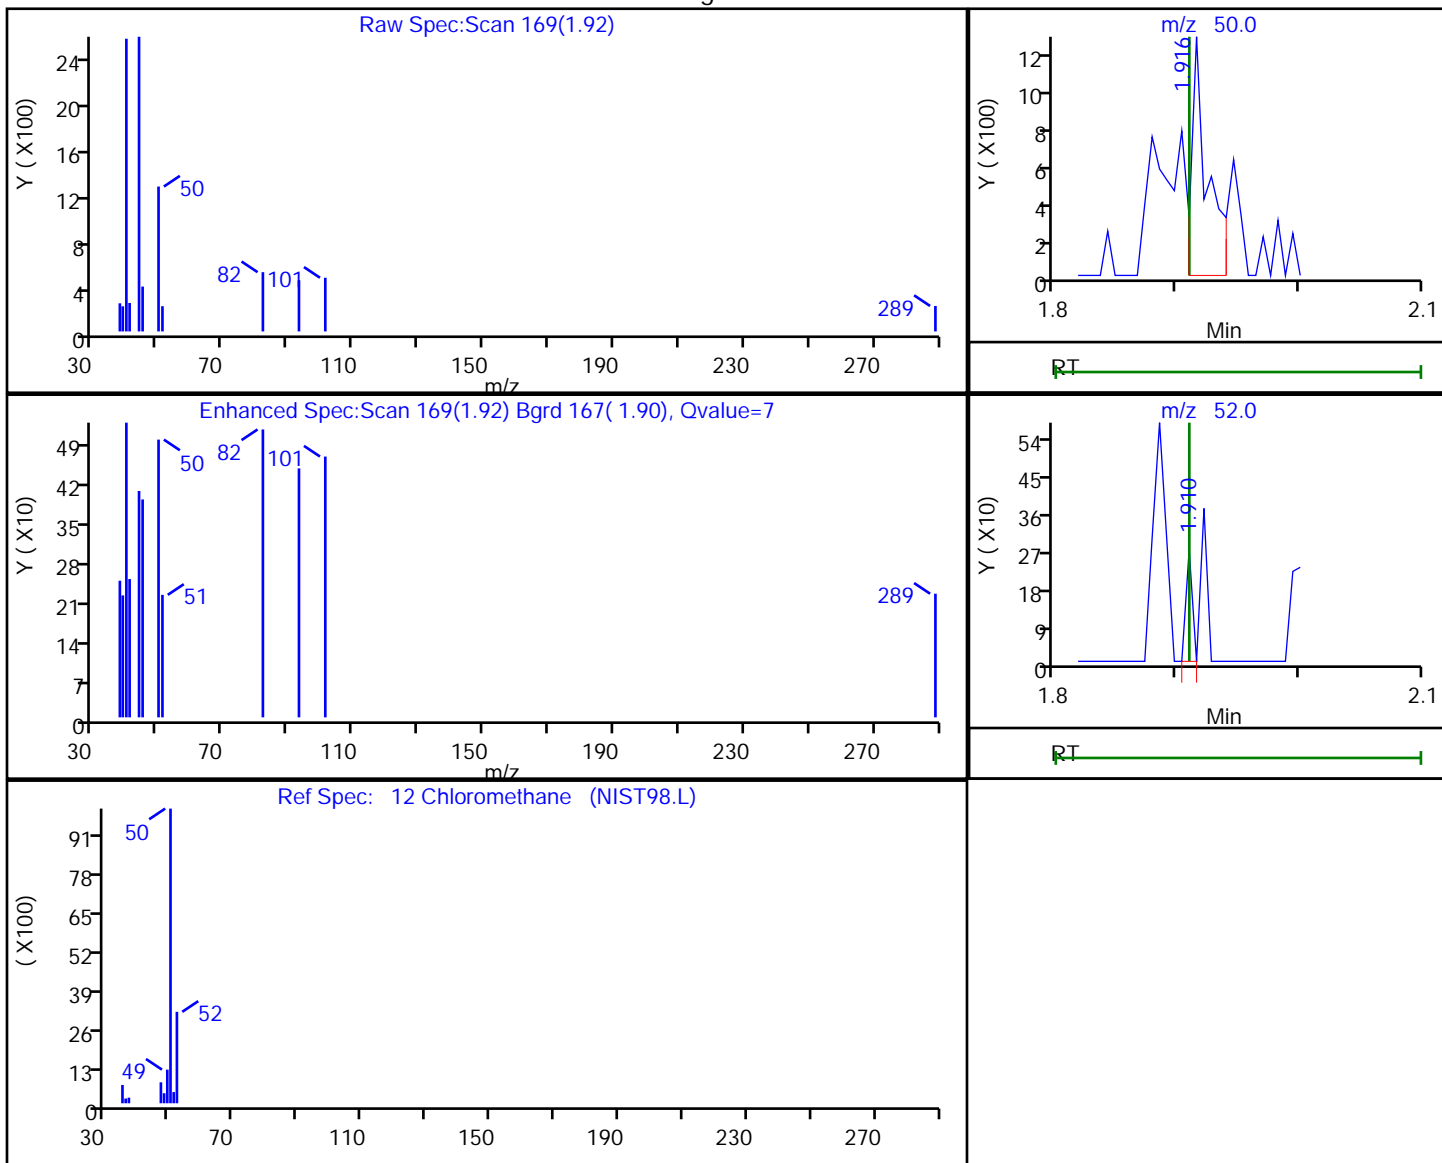 Raw Spec:Scan 169(1.92)
Y ( X100)
24
20
16
12
8
4
0
50
82
101
289
30 70 110 150 190 230 270
m/z
m/z 50.0
Y ( X100)
12
10
8
6
4
2
0
1.916
1.8 2.1
Min
RT
Enhanced Spec:Scan 169(1.92) Bgrd 167( 1.90), Qvalue=7
Y ( X10)
49
42
35
28
21
14
7
0
50
82
101
51
289
30 70 110 150 190 230 270
m/z
m/z 52.0
Y ( X10)
54
45
36
27
18
9
0
1.910
1.8 2.1
Min
RT
Ref Spec: 12 Chloromethane (NIST98.L)
( X100)
91
78
65
52
39
26
13
0
50
52
49
30 70 110 150 190 230 270